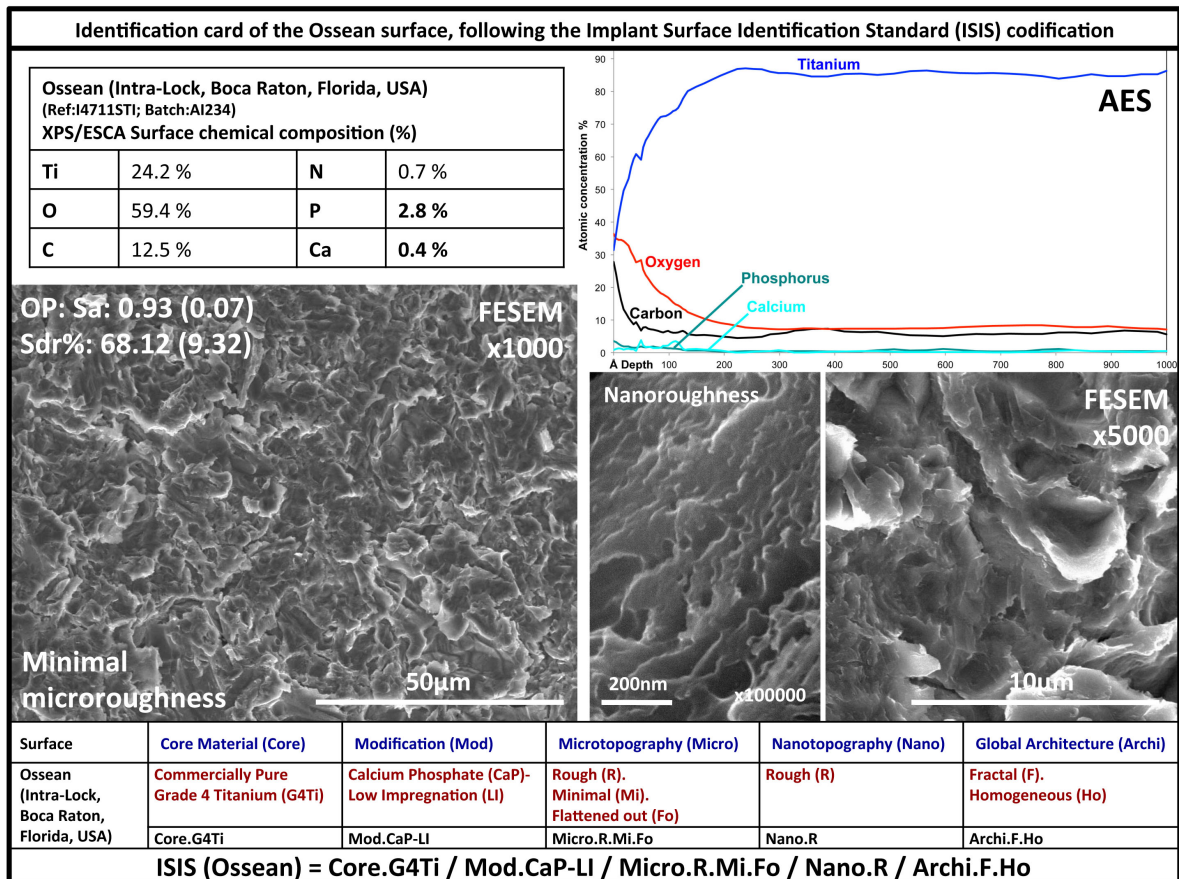 Identification card of the Ossean surface, following the Implant Surface Identification Standard (ISIS) codification
Ossean (Intra-Lock, Boca Raton, Florida, USA)
(Ref:I4711STI; Batch:AI234)
XPS/ESCA Surface chemical composition (%)
Ti 24.2 % N 0.7 %
O 59.4 % P 2.8 %
C 12.5 % Ca 0.4 %
AES
Atomic concentration %
90
80
70
60
50
40
30
20
10
0
Titanium
Oxygen
Phosphorus
Calcium
Carbon
Å Depth 100 200 300 400 500 600 700 800 900 1000
OP: Sa: 0.93 (0.07)
Sdr%: 68.12 (9.32)
FESEM
x1000
Minimal
microroughness
50µm
Nanoroughness
200nm
x100000
FESEM
x5000
10µm
Surface Core Material (Core) Modification (Mod) Microtopography (Micro) Nanotopography (Nano) Global Architecture (Archi)
Ossean
(Intra-Lock,
Boca Raton,
Florida, USA)
Commercially Pure
Grade 4 Titanium (G4Ti)
Calcium Phosphate (CaP)-
Low Impregnation (LI)
Rough (R).
Minimal (Mi).
Flattened out (Fo)
Rough (R)
Fractal (F).
Homogeneous (Ho)
Core.G4Ti Mod.CaP-LI Micro.R.Mi.Fo Nano.R Archi.F.Ho
ISIS (Ossean) = Core.G4Ti / Mod.CaP-LI / Micro.R.Mi.Fo / Nano.R / Archi.F.Ho